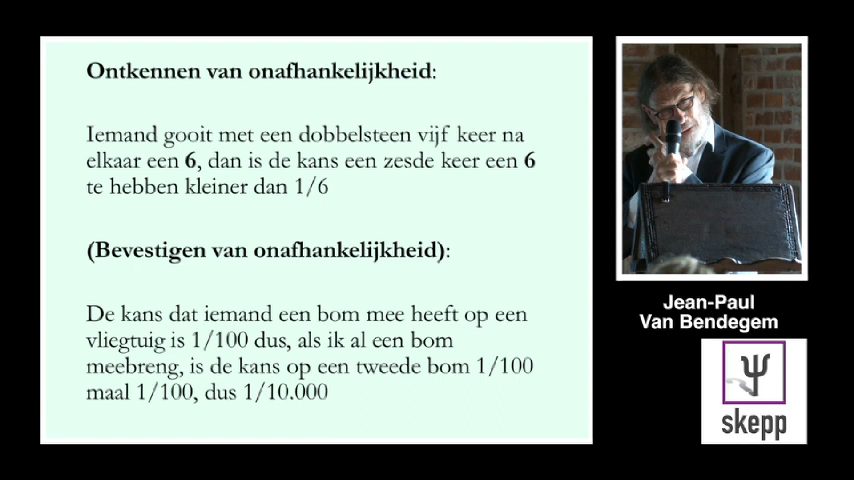 Ontkennen van onafhankelijkheid:
Iemand gooit met een dobbelsteen vijf keer na
elkaar een 6, dan is de kans een zesde keer een 6
te hebben kleiner dan 1/6
(Bevestigen van onafhankelijkheid):
De kans dat iemand een bom mee heeft op een
vliegtuig is 1/100 dus, als ik al een bom
meebreng, is de kans op een tweede bom 1/100
maal 1/100, dus 1/10.000
Jean-Paul
Van Bendegem
Ψ
skepp